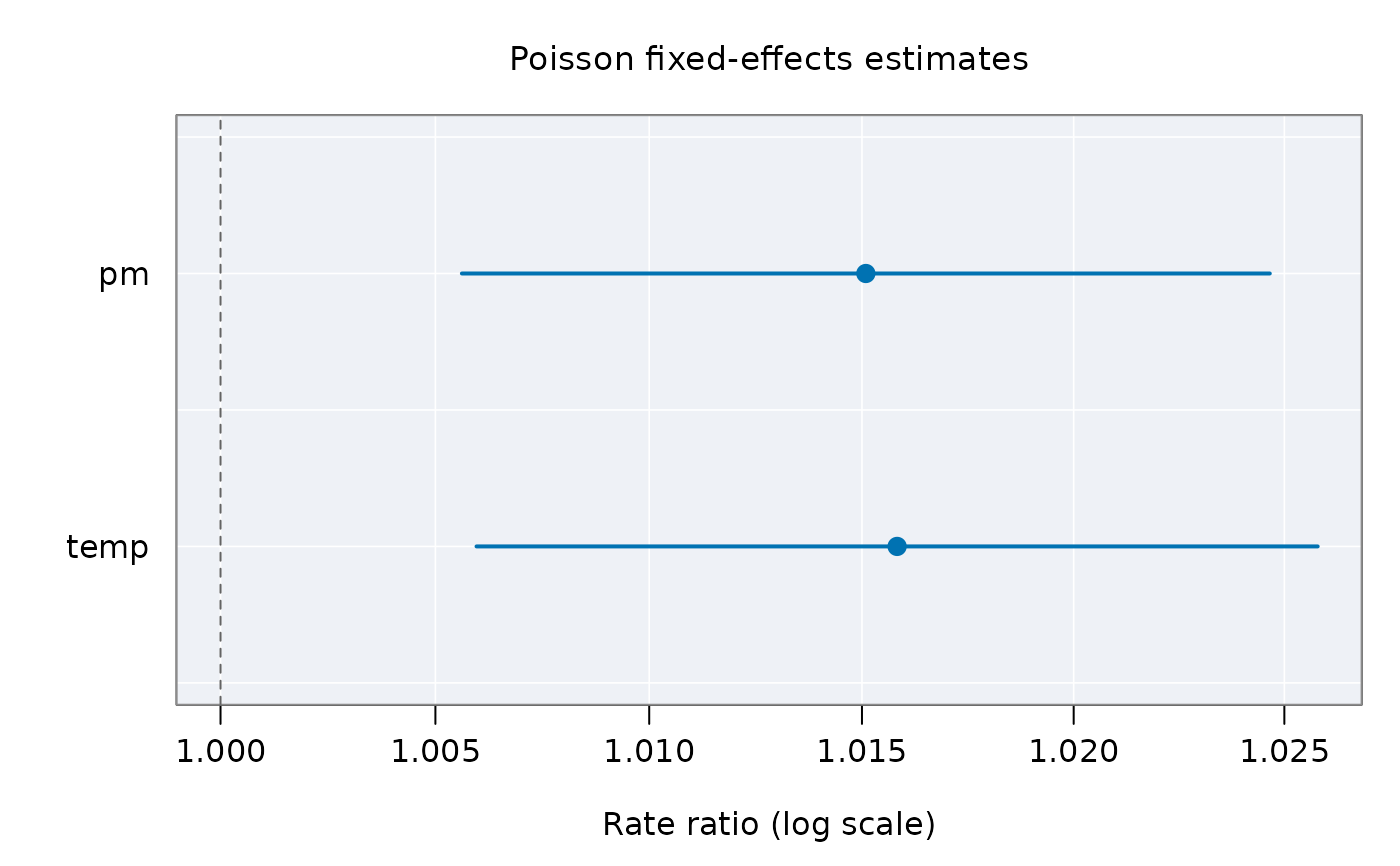 Poisson fixed-effects estimates
pm
temp
1.000 1.005 1.010 1.015 1.020 1.025
Rate ratio (log scale)